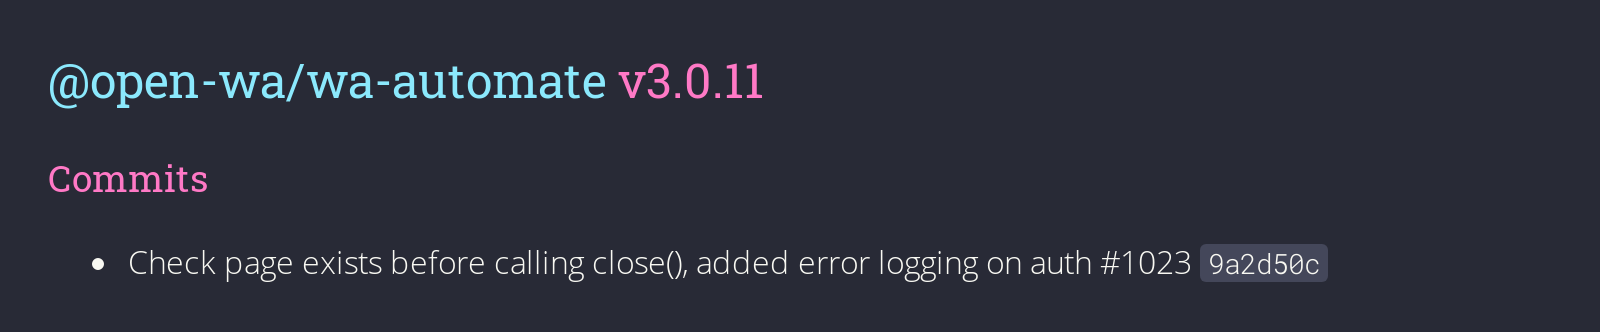 @open-wa/wa-automate v3.0.11
Commits
Check page exists before calling close(), added error logging on auth #1023 9a2d50c